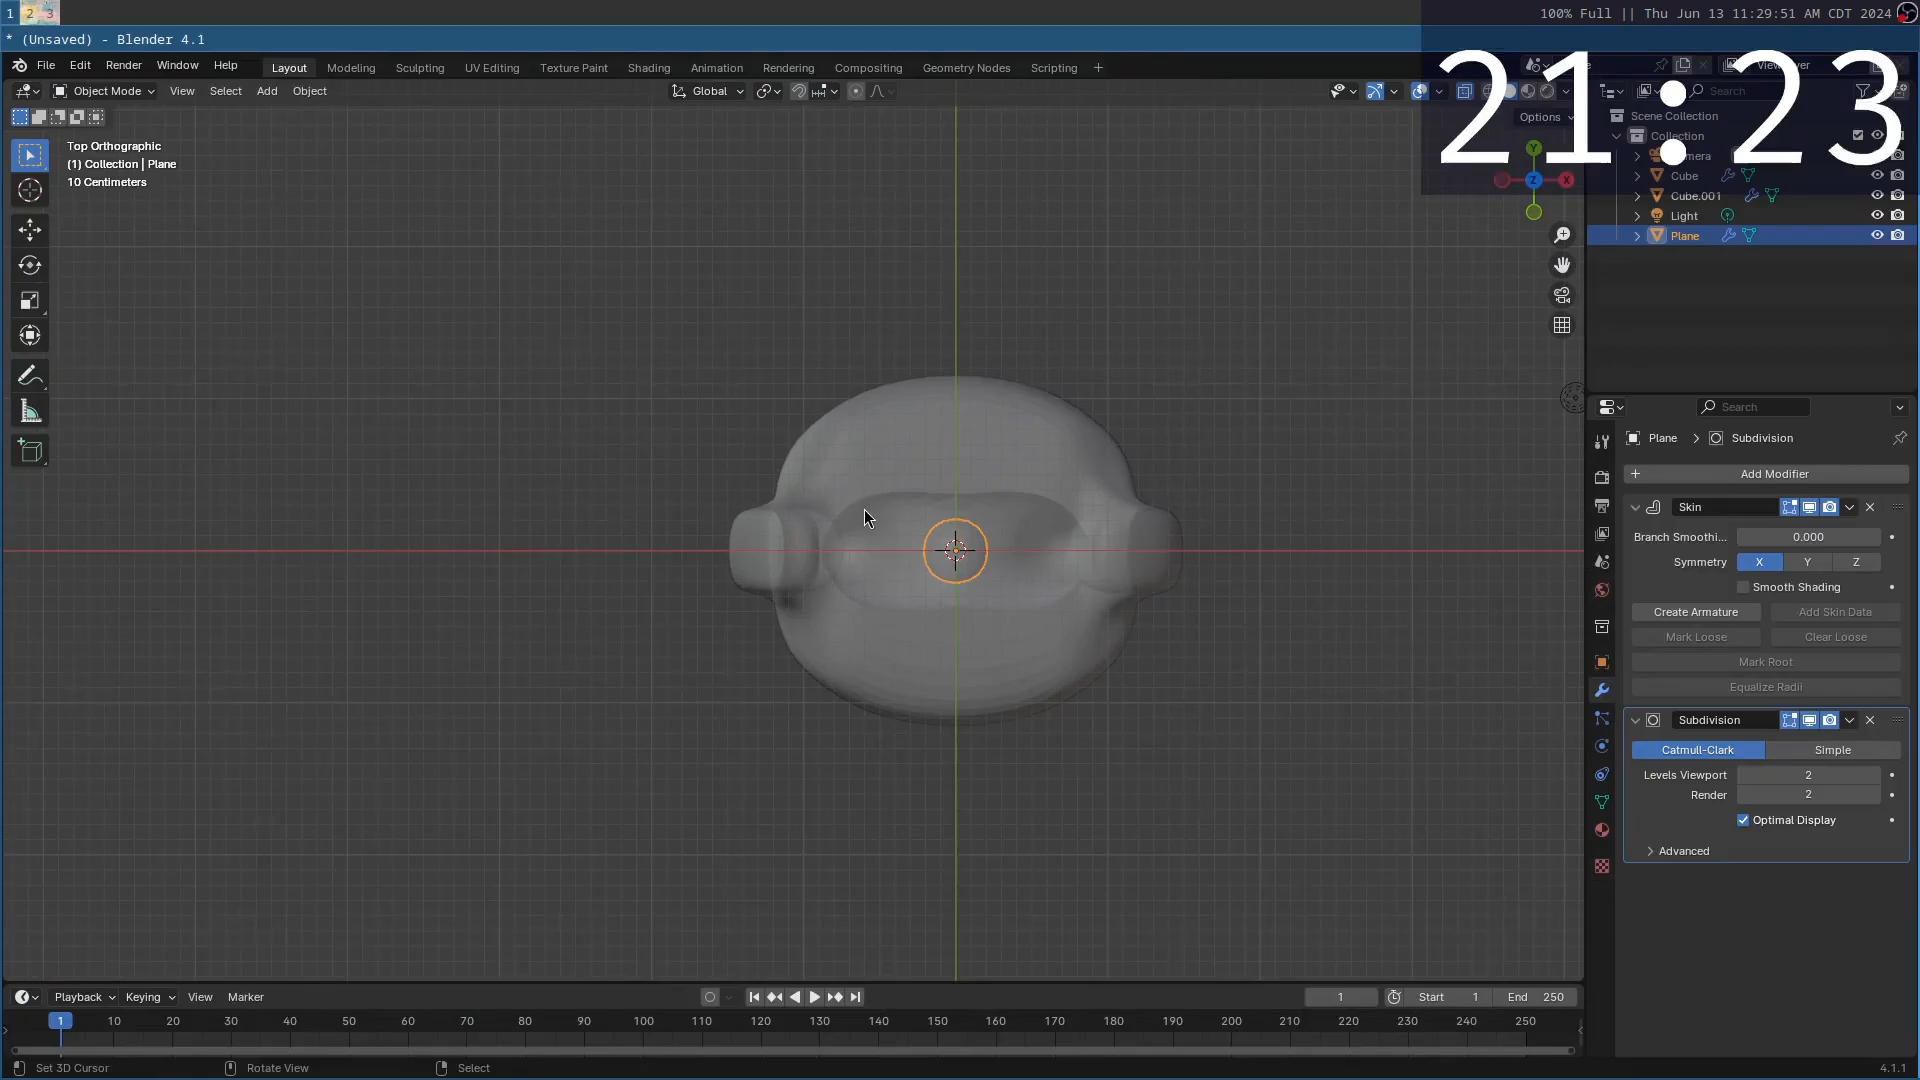 1 2 3
100% Full || Thu Jun 13 11:29:51 AM CDT 2024
* (Unsaved) - Blender 4.1
21:23
File Edit Render Window Help
Layout Modeling Sculpting UV Editing Texture Paint Shading Animation Rendering Compositing Geometry Nodes Scripting +
Object Mode View Select Add Object
Global
Search
Options
Top Orthographic
(1) Collection | Plane
10 Centimeters
Y
Z
X
Scene Collection
Collection
Cube
Cube.001
Light
Plane
Search
Plane > Subdivision
+ Add Modifier
Skin
Branch Smoothi... 0.000
Symmetry X Y Z
Smooth Shading
Create Armature Add Skin Data
Mark Loose Clear Loose
Mark Root
Equalize Radii
Subdivision
Catmull-Clark Simple
Levels Viewport 2
Render 2
Optimal Display
Advanced
Playback Keying View Marker
1 Start 1 End 250
1 10 20 30 40 50 60 70 80 90 100 110 120 130 140 150 160 170 180 190 200 210 220 230 240 250
Set 3D Cursor Rotate View Select 4.1.1